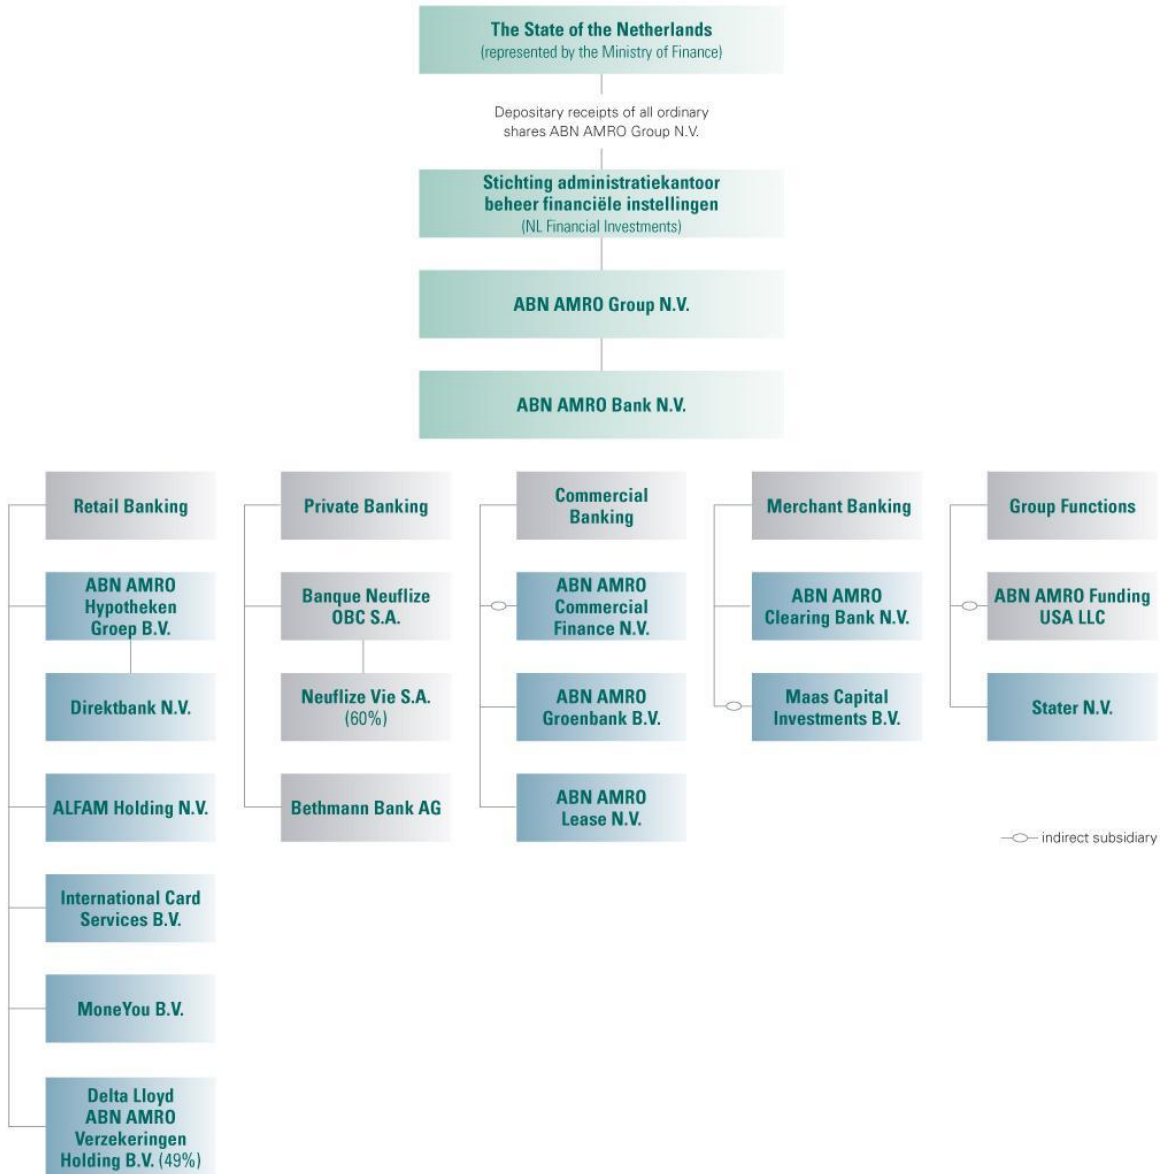 The State of the Netherlands
(represented by the Ministry of Finance)
Depositary receipts of all ordinary
shares ABN AMRO Group N.V.
Stichting administratiekantoor
beheer financiële instellingen
(NL Financial Investments)
ABN AMRO Group N.V.
ABN AMRO Bank N.V.
Retail Banking
ABN AMRO
Hypotheken
Groep B.V.
Direktbank N.V.
ALFAM Holding N.V.
International Card
Services B.V.
MoneYou B.V.
Delta Lloyd
ABN AMRO
Verzekeringen
Holding B.V. (49%)
Private Banking
Banque Neuflize
OBC S.A.
Neuflize Vie S.A.
(60%)
Bethmann Bank AG
Commercial
Banking
ABN AMRO
Commercial
Finance N.V.
ABN AMRO
Groenbank B.V.
ABN AMRO
Lease N.V.
Merchant Banking
ABN AMRO
Clearing Bank N.V.
Maas Capital
Investments B.V.
Group Functions
ABN AMRO Funding
USA LLC
Stater N.V.
indirect subsidiary